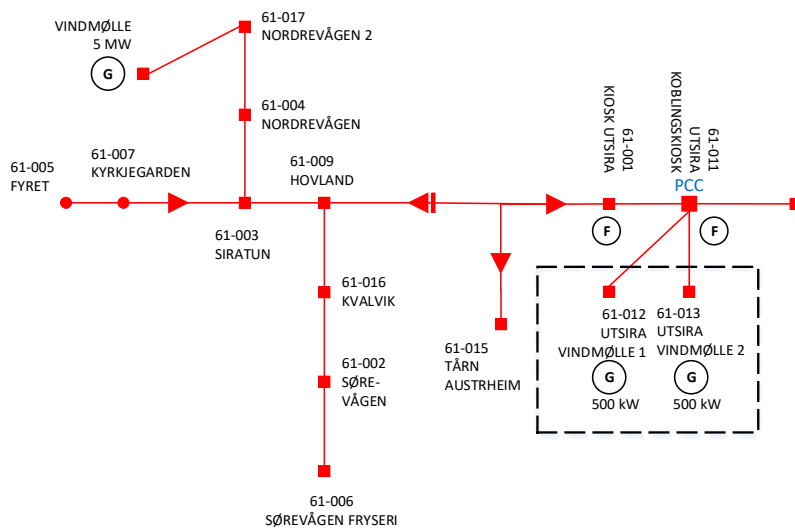 VINDMØLLE
5 MW
G
61-017
NORDREVÅGEN 2
61-004
NORDREVÅGEN
61-005
FYRET
61-007
KYRKJEGARDEN
61-009
HOVLAND
61-003
SIRATUN
61-016
KVALVIK
61-002
SØRE-
VÅGEN
61-006
SØREVÅGEN FRYSERI
61-015
TÅRN
AUSTRHEIM
61-001
KIOSK UTSIRA
61-011
UTSIRA
KOBLINGSKIOSK
PCC
F
F
61-012
UTSIRA
VINDMØLLE 1
G
500 kW
61-013
UTSIRA
VINDMØLLE 2
G
500 kW